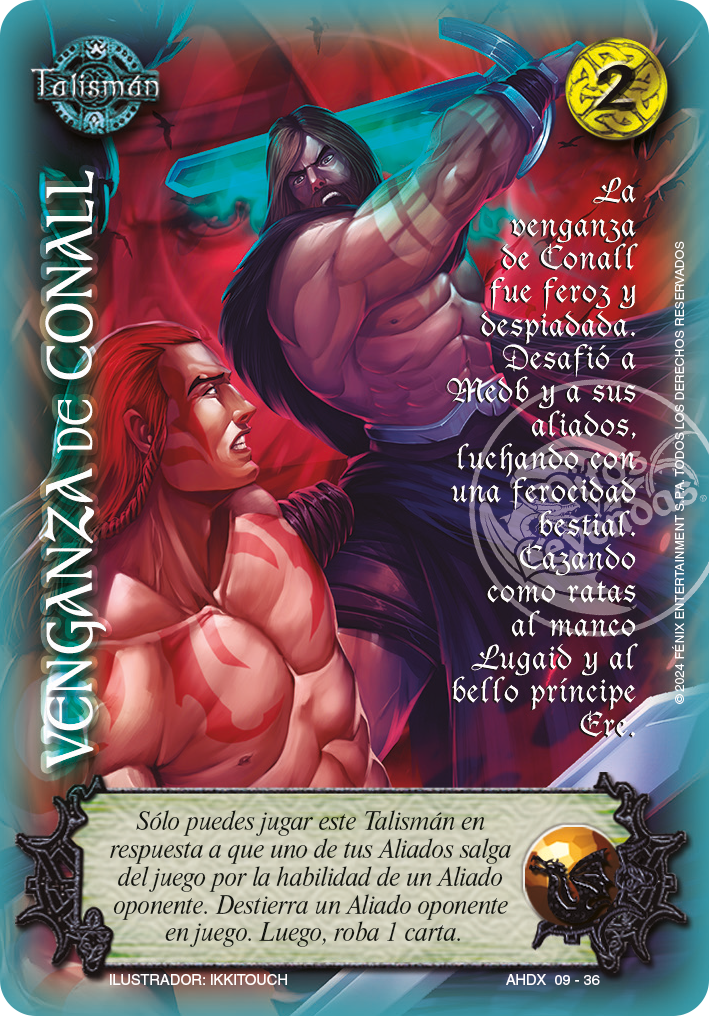 Talismán
2
VENGANZA DE CONALL
La
venganza
de Conall
fue feroz y
despiadada.
Desafió a
Medb y a sus
aliados,
luchando con
una ferocidad
bestial.
Cazando
como ratas
al manco
Lugaid y al
bello príncipe
Erc.
© 2024 FÉNIX ENTERTAINMENT S.PA. TODOS LOS DERECHOS RESERVADOS
Sólo puedes jugar este Talismán en
respuesta a que uno de tus Aliados salga
del juego por la habilidad de un Aliado
oponente. Destierra un Aliado oponente
en juego. Luego, roba 1 carta.
ILUSTRADOR: IKKITOUCH
AHDX 09 - 36